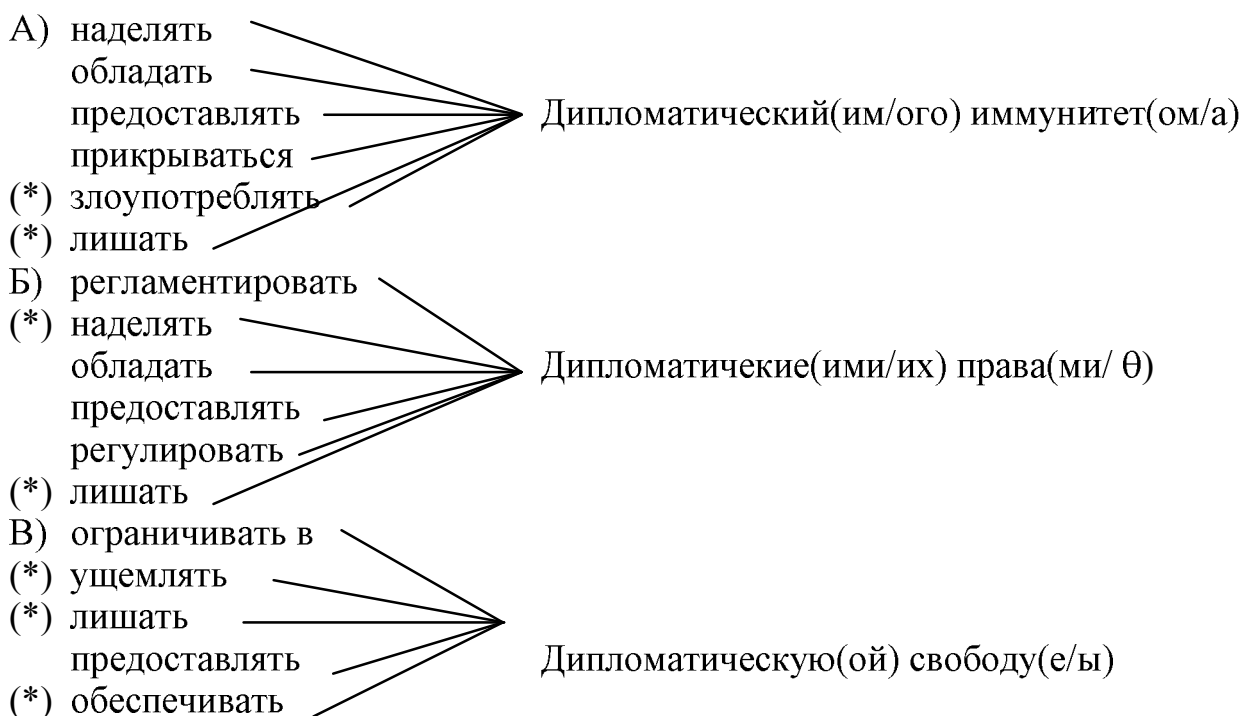 А) наделять
обладать
предоставлять Дипломатический(им/ого) иммунитет(ом/а)
прикрываться
(*) злоупотреблять
(*) лишать
Б) регламентировать
(*) наделять
обладать Дипломатичекие(ими/их) права(ми/ θ)
предоставлять
регулировать
(*) лишать
В) ограничивать в
(*) ущемлять
(*) лишать
предоставлять Дипломатическую(ой) свободу(е/ы)
(*) обеспечивать